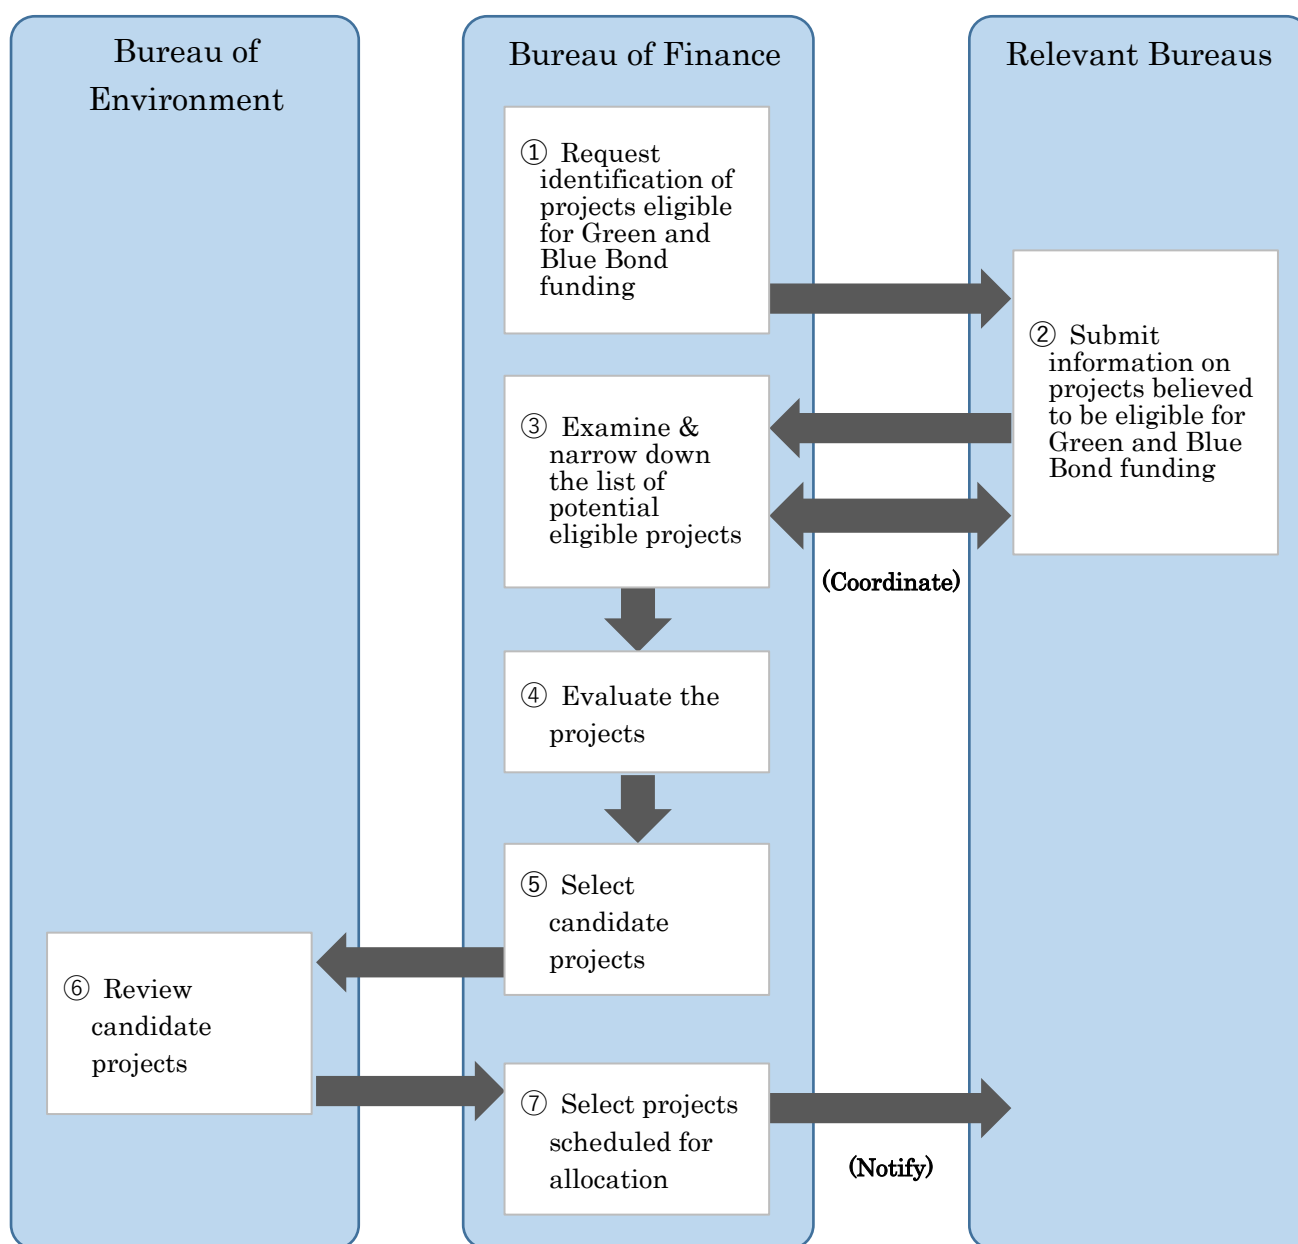 Bureau of
Environment
Bureau of Finance
Relevant Bureaus
① Request
identification of
projects eligible
for Green and
Blue Bond
funding
② Submit
information on
projects believed
to be eligible for
Green and Blue
Bond funding
③ Examine &
narrow down
the list of
potential
eligible projects
(Coordinate)
④ Evaluate the
projects
⑤ Select
candidate
projects
⑥ Review
candidate
projects
⑦ Select projects
scheduled for
allocation
(Notify)